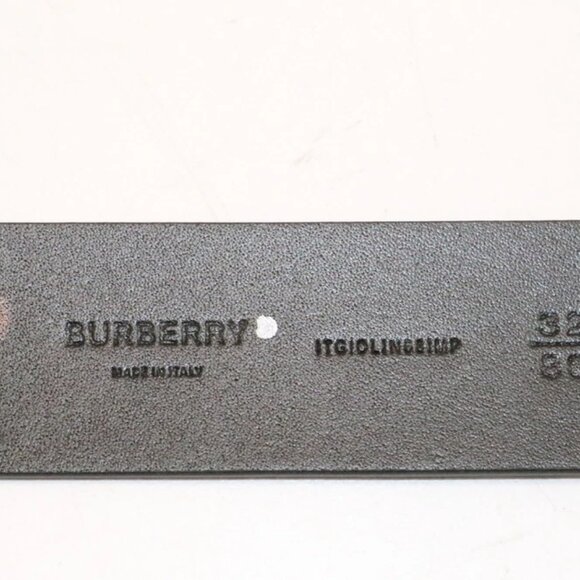 BURBERRY
MADE IN ITALY
ITGIOLINGEIMP
32
80